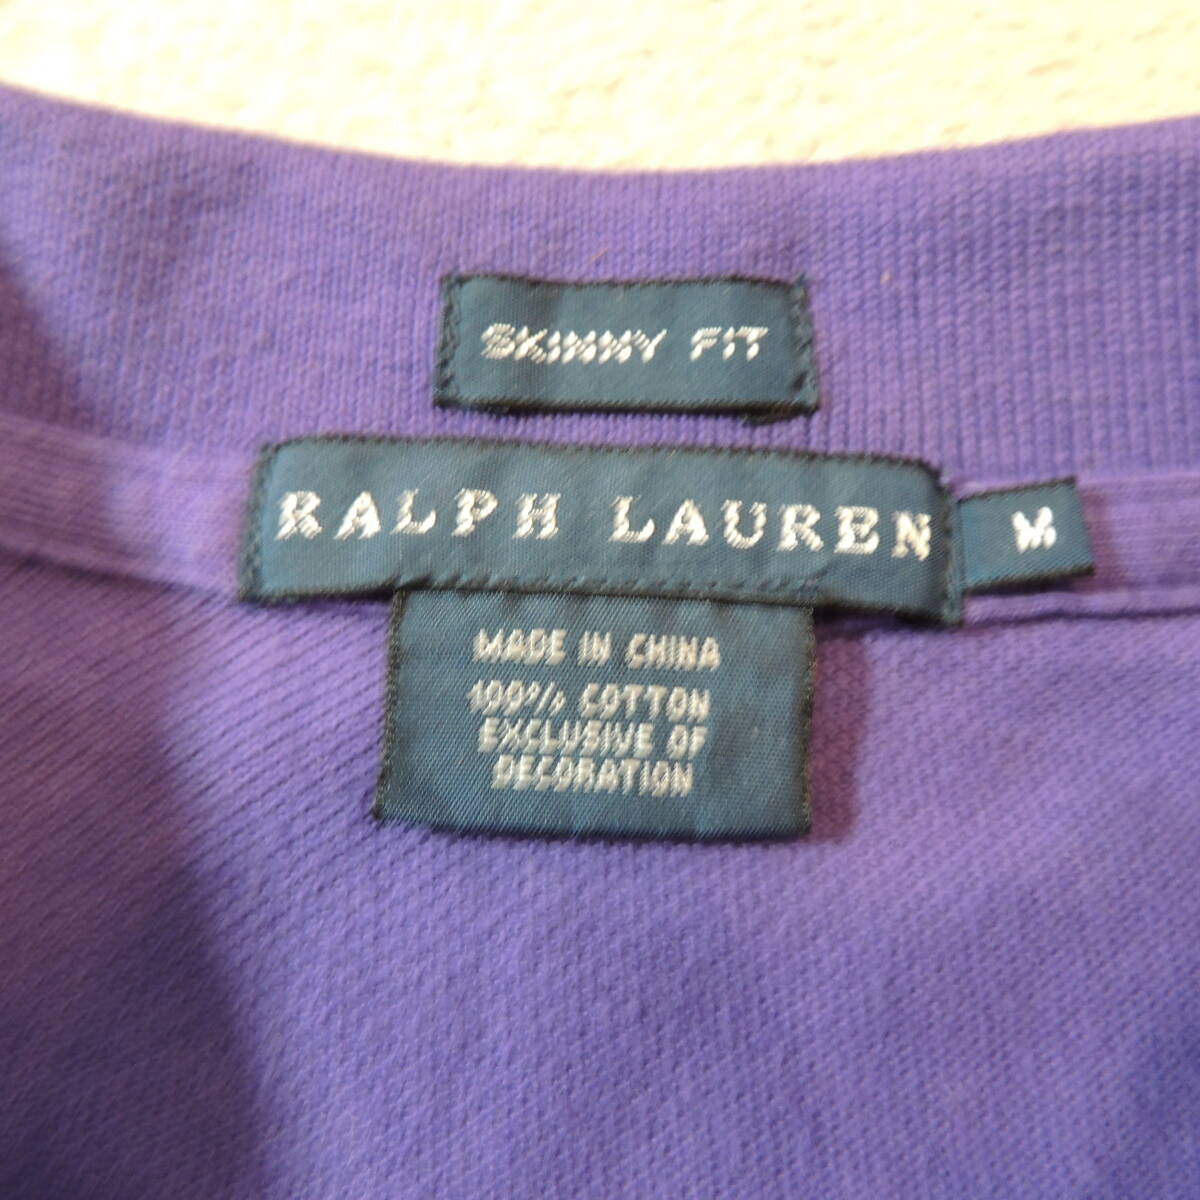 SKINNY FIT
RALPH LAUREN M
MADE IN CHINA
100% COTTON
EXCLUSIVE OF
DECORATION